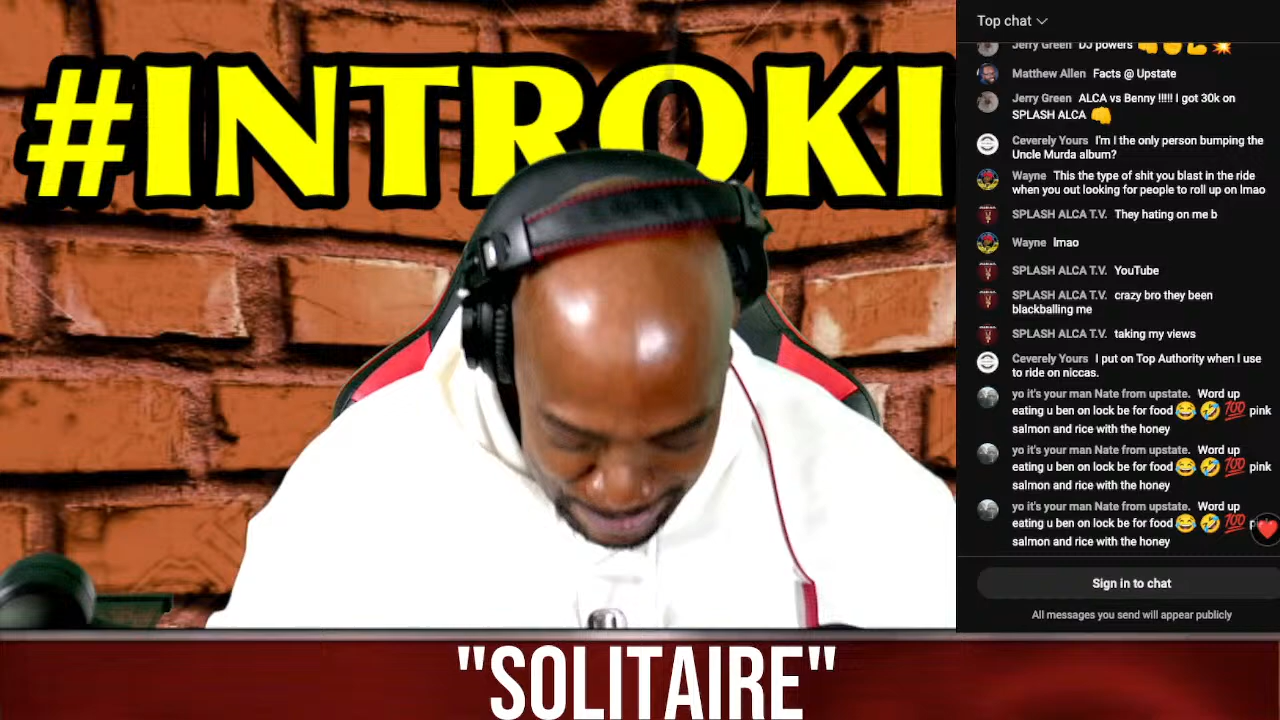 #INTROKI
Top chat
Jerry Green DJ powers
Matthew Allen Facts @ Upstate
Jerry Green ALCA vs Benny !!!!! I got 30k on
SPLASH ALCA
Ceverely Yours I'm I the only person bumping the
Uncle Murda album?
Wayne This the type of shit you blast in the ride
when you out looking for people to roll up on lmao
SPLASH ALCA T.V. They hating on me b
Wayne lmao
SPLASH ALCA T.V. YouTube
SPLASH ALCA T.V. crazy bro they been
blackballing me
SPLASH ALCA T.V. taking my views
Ceverely Yours I put on Top Authority when I use
to ride on niccas.
yo it's your man Nate from upstate. Word up
eating u ben on lock be for food 😂 🤣 💯 pink
salmon and rice with the honey
yo it's your man Nate from upstate. Word up
eating u ben on lock be for food 😂 🤣 💯 pink
salmon and rice with the honey
yo it's your man Nate from upstate. Word up
eating u ben on lock be for food 😂 🤣 💯
salmon and rice with the honey
Sign in to chat
All messages you send will appear publicly
"SOLITAIRE"